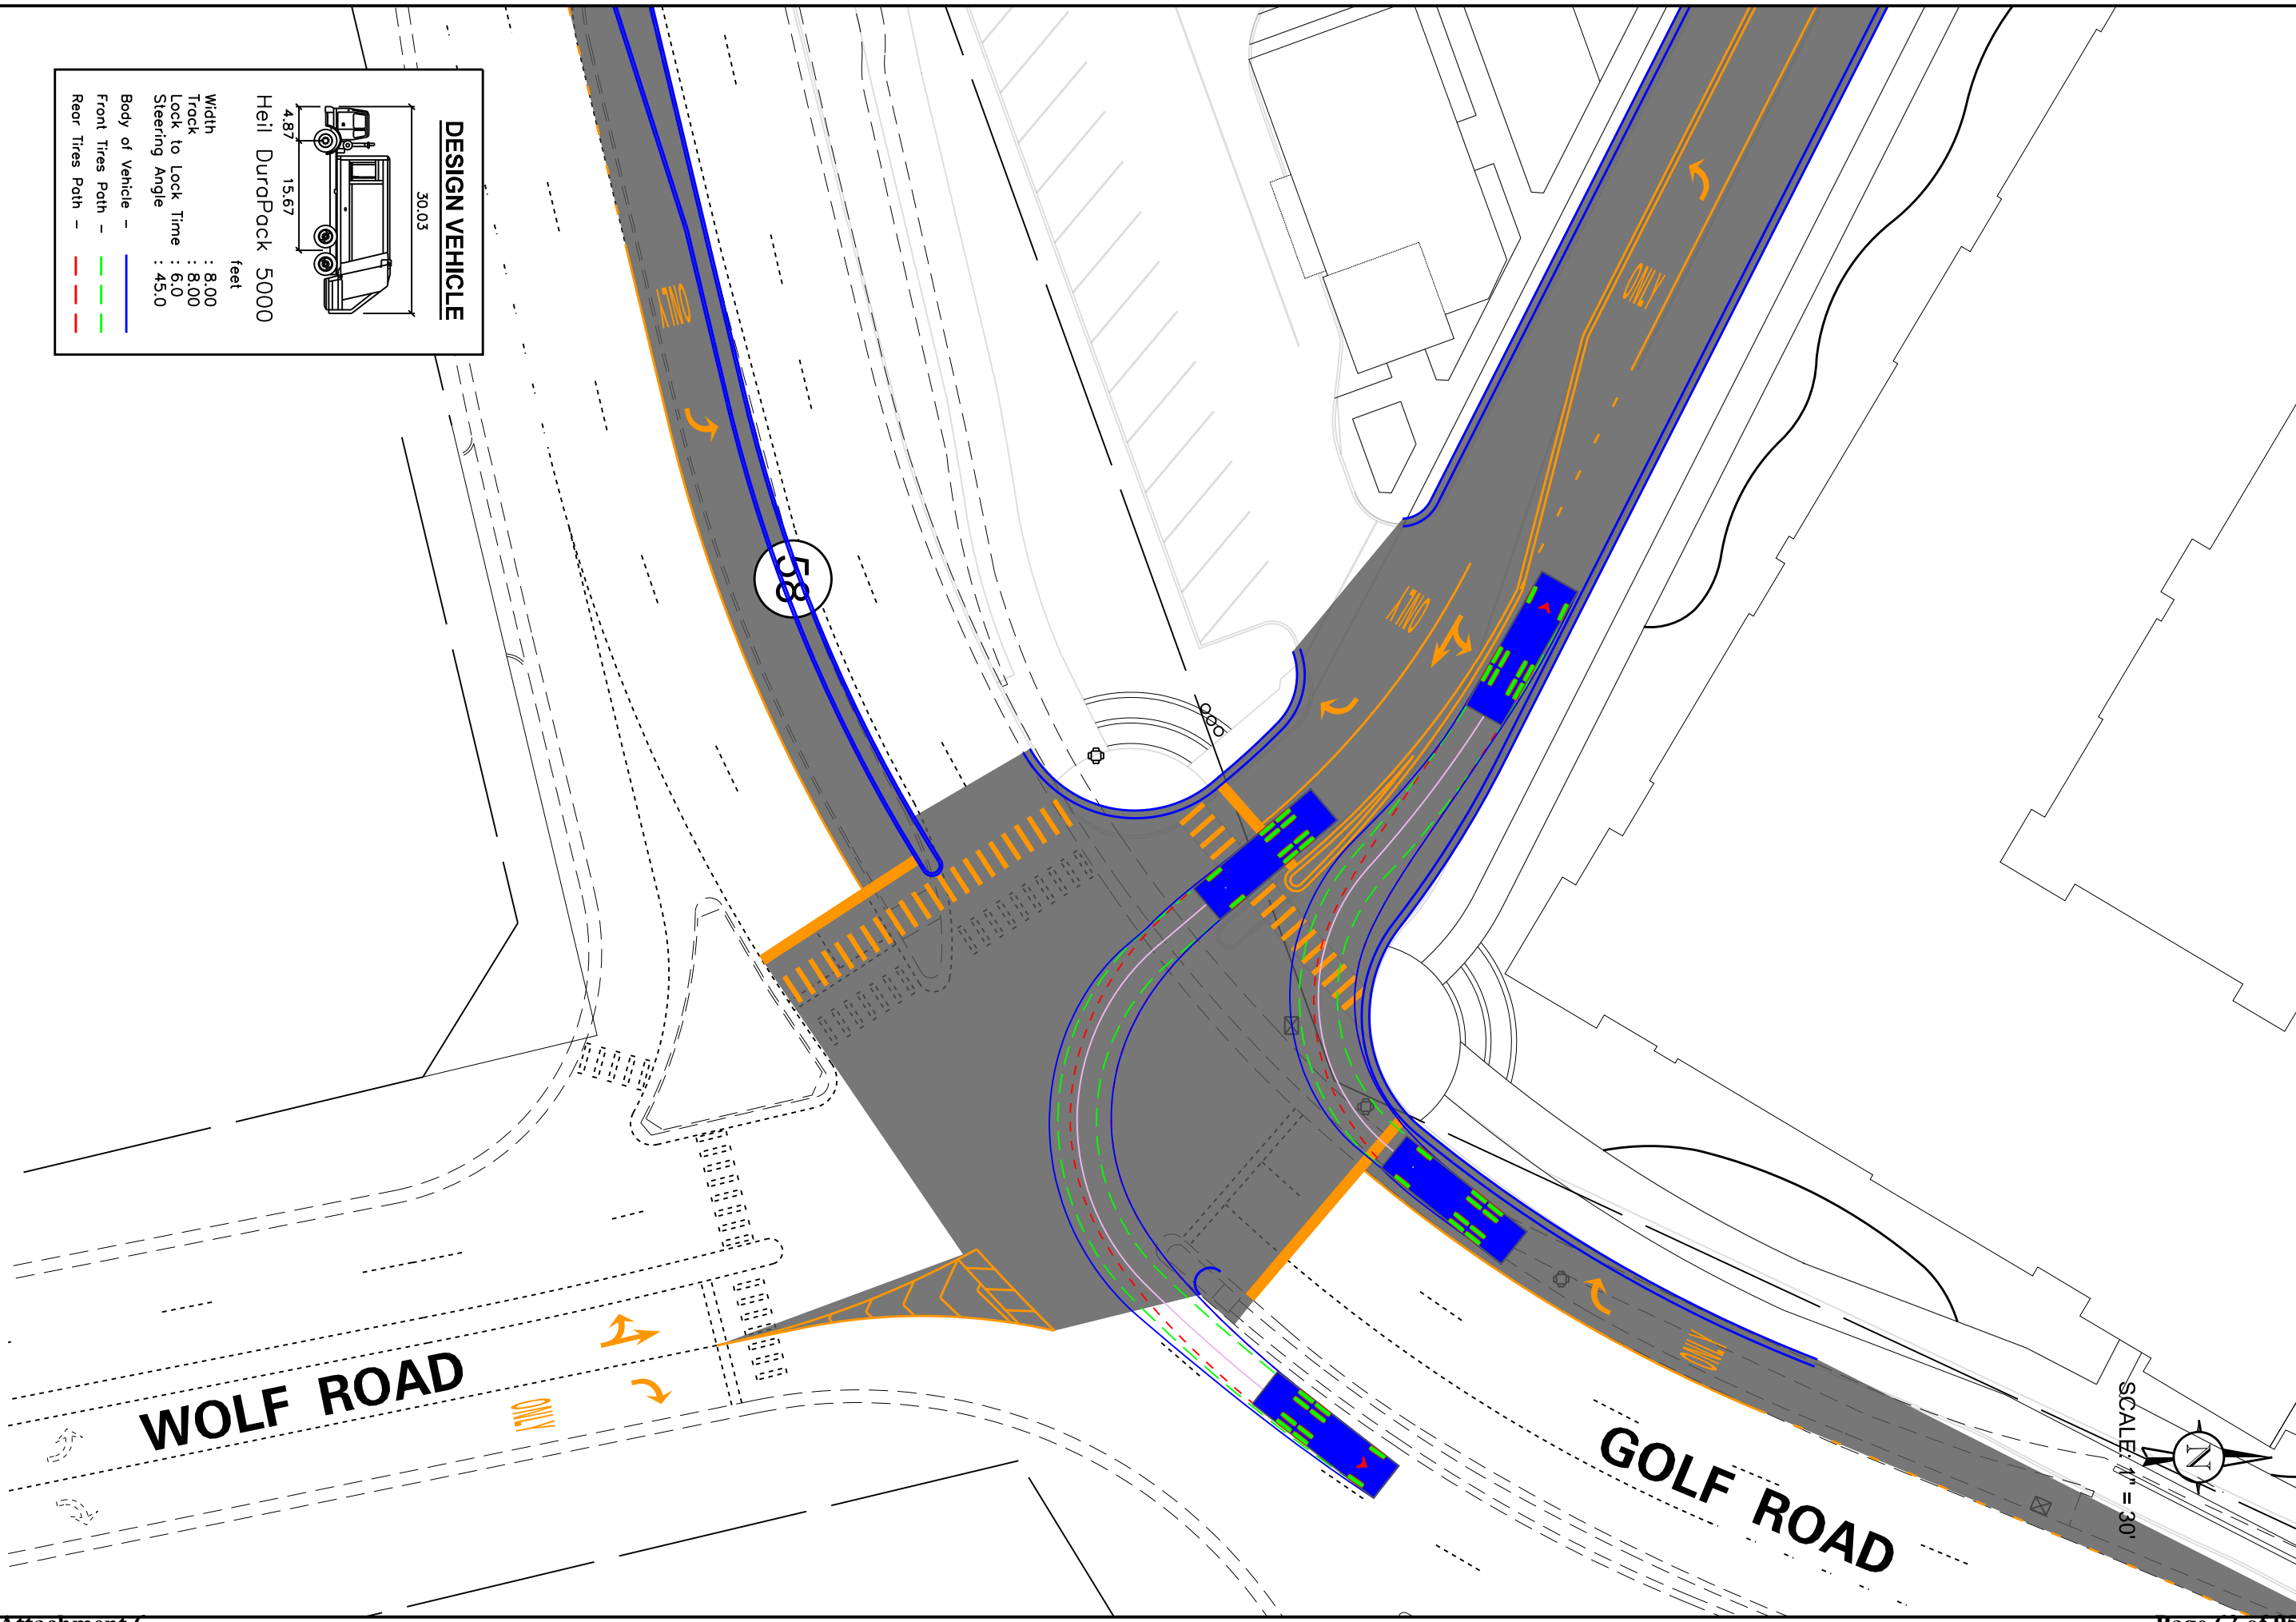 DESIGN VEHICLE
30.03
4.87
15.67
Heil DuraPack 5000
feet
Width : 8.00
Track : 8.00
Lock to Lock Time : 6.0
Steering Angle : 45.0
Body of Vehicle -
Front Tires Path -
Rear Tires Path -
ONLY
58
ONLY
ONLY
ONLY
ONLY
WOLF ROAD
GOLF ROAD
SCALE: 1" = 30'
N